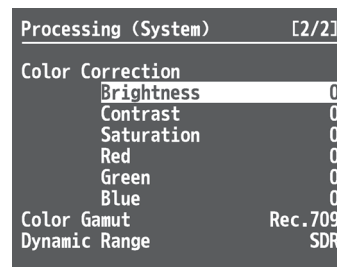 Processing (System) [2/2]
Color Correction
Brightness 0
Contrast 0
Saturation 0
Red 0
Green 0
Blue 0
Color Gamut Rec.709
Dynamic Range SDR